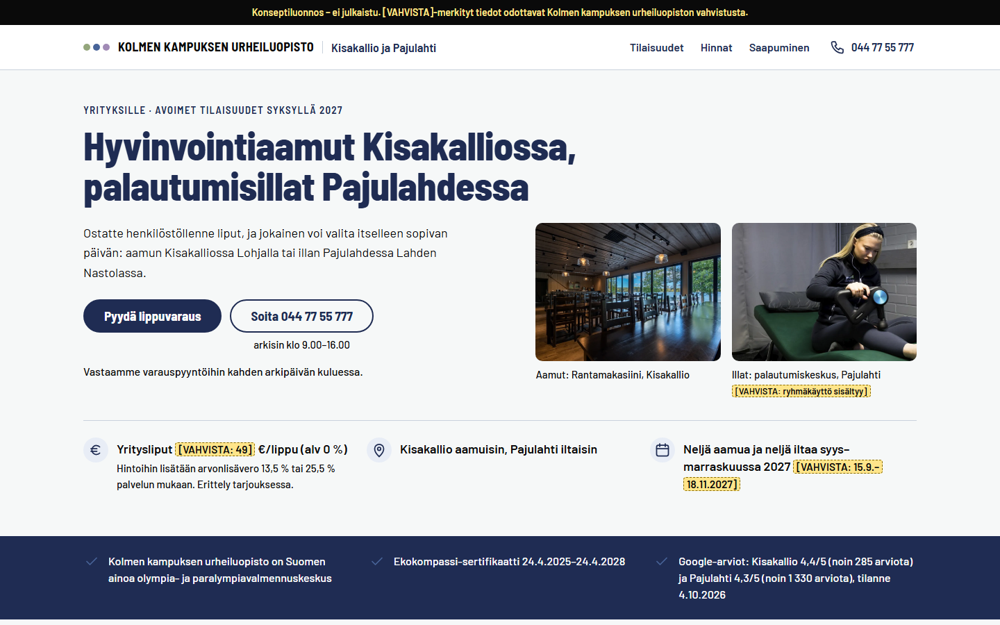 Konseptiluonnos – ei julkaistu. [VAHVISTA]-merkityt tiedot odottavat Kolmen kampuksen urheiluopiston vahvistusta.
KOLMEN KAMPUKSEN URHEILUOPISTO
Kisakallio ja Pajulahti
Tilaisuudet
Hinnat
Saapuminen
044 77 55 777
YRITYKSILLE · AVOIMET TILAISUUDET SYKSYLLÄ 2027
Hyvinvointiaamut Kisakalliossa,
palautumisillat Pajulahdessa
Ostatte henkilöstöllenne liput, ja jokainen voi valita itselleen sopivan
päivän: aamun Kisakalliossa Lohjalla tai illan Pajulahdessa Lahden
Nastolassa.
Pyydä lippuvaraus
Soita 044 77 55 777
arkisin klo 9.00–16.00
Vastaamme varauspyyntöihin kahden arkipäivän kuluessa.
Aamut: Rantamakasiini, Kisakallio
Illat: palautumiskeskus, Pajulahti
[VAHVISTA: ryhmäkäyttö sisältyy]
Yritysliput [VAHVISTA: 49] €/lippu (alv 0 %)
Hintoihin lisätään arvonlisävero 13,5 % tai 25,5 %
palvelun mukaan. Erittely tarjouksessa.
Kisakallio aamuisin, Pajulahti iltaisin
Neljä aamua ja neljä iltaa syys–
marraskuussa 2027 [VAHVISTA: 15.9.–
18.11.2027]
Kolmen kampuksen urheiluopisto on Suomen
ainoa olympia- ja paralympiavalmennuskeskus
Ekokompassi-sertifikaatti 24.4.2025–24.4.2028
Google-arviot: Kisakallio 4,4/5 (noin 285 arviota)
ja Pajulahti 4,3/5 (noin 1 330 arviota), tilanne
4.10.2026